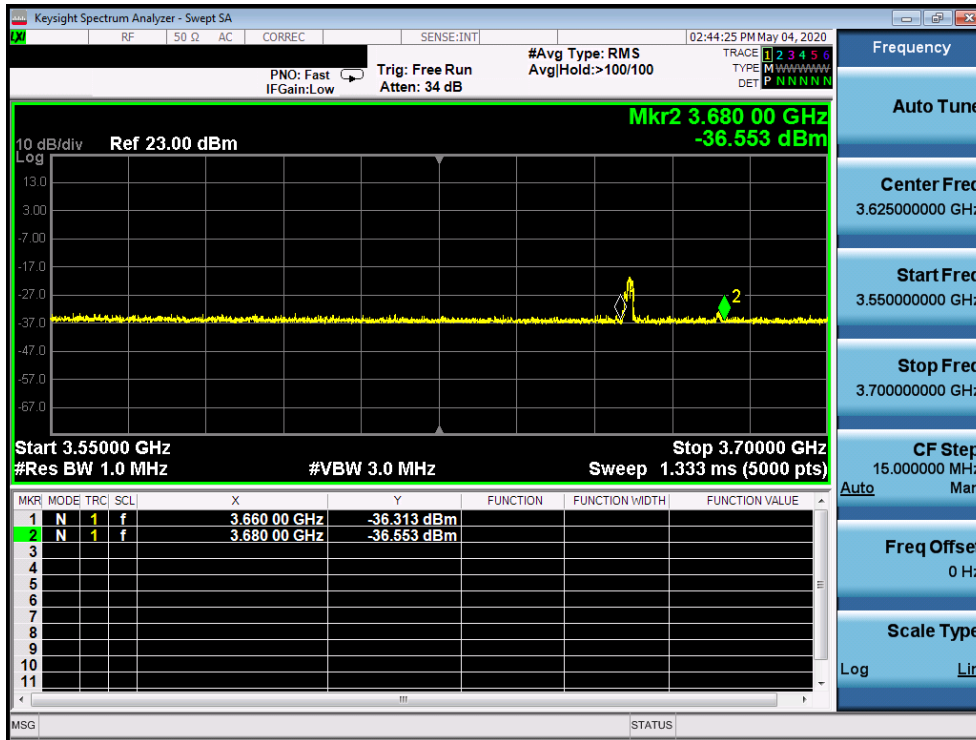 Keysight Spectrum Analyzer - Swept SA
LXI RF 50 Ω AC CORREC SENSE:INT 02:44:25 PM May 04, 2020
PNO: Fast
IFGain:Low
Trig: Free Run
Atten: 34 dB
#Avg Type: RMS
Avg|Hold:>100/100
TRACE 1 2 3 4 5 6
TYPE M WWWWW
DET P N N N N N
Mkr2 3.680 00 GHz
-36.553 dBm
10 dB/div Ref 23.00 dBm
Log
13.0
3.00
-7.00
-17.0
-27.0
-37.0
-47.0
-57.0
-67.0
2
Start 3.55000 GHz Stop 3.70000 GHz
#Res BW 1.0 MHz #VBW 3.0 MHz Sweep 1.333 ms (5000 pts)
MKR MODE TRC SCL X Y FUNCTION FUNCTION WIDTH FUNCTION VALUE
1 N 1 f 3.660 00 GHz -36.313 dBm
2 N 1 f 3.680 00 GHz -36.553 dBm
3
4
5
6
7
8
9
10
11
MSG STATUS
Frequency
Auto Tune
Center Freq
3.625000000 GHz
Start Freq
3.550000000 GHz
Stop Freq
3.700000000 GHz
CF Step
15.000000 MHz
Auto Man
Freq Offset
0 Hz
Scale Type
Log Lin